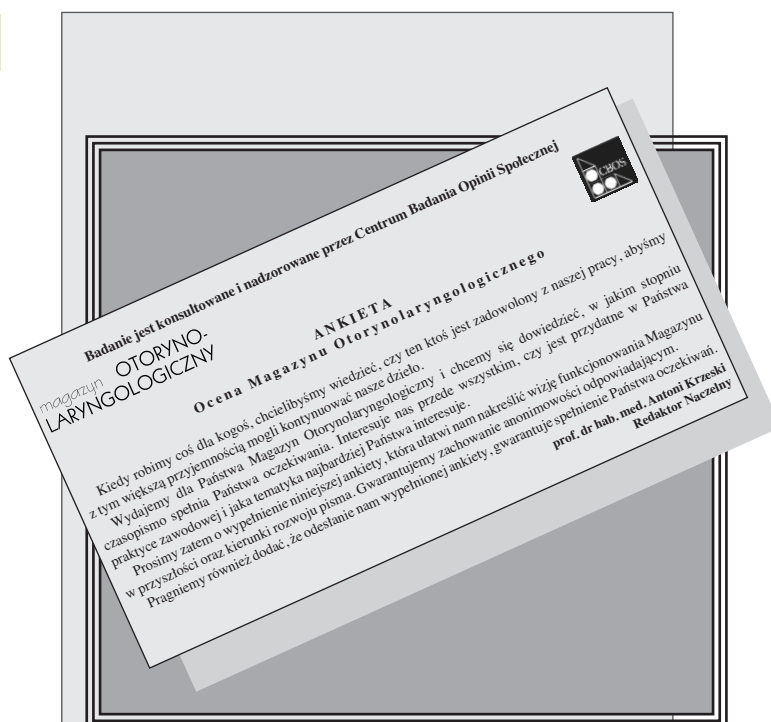 Badanie jest konsultowane i nadzorowane przez Centrum Badania Opinii Społecznej
CBOS
magazyn
OTORYNO-
LARYNGOLOGICZNY
ANKIETA
Ocena Magazynu Otorynolaryngologicznego
Kiedy robimy coś dla kogoś, chcielibyśmy wiedzieć, czy ten ktoś jest zadowolony z naszej pracy, abyśmy
z tym większą przyjemnością mogli kontynuować nasze dzieło.
Wydajemy dla Państwa Magazyn Otorynolaryngologiczny i chcemy się dowiedzieć, w jakim stopniu
czasopismo spełnia Państwa oczekiwania. Interesuje nas przede wszystkim, czy jest przydatne w Państwa
praktyce zawodowej i jaka tematyka najbardziej Państwa interesuje.
Prosimy zatem o wypełnienie niniejszej ankiety, która ułatwi nam nakreślić wizję funkcjonowania Magazynu
w przyszłości oraz kierunki rozwoju pisma. Gwarantujemy zachowanie anonimowości odpowiadającym.
Pragniemy również dodać, że odesłanie nam wypełnionej ankiety, gwarantuje spełnienie Państwa oczekiwań.
prof. dr hab. med. Antoni Krzeski
Redaktor Naczelny